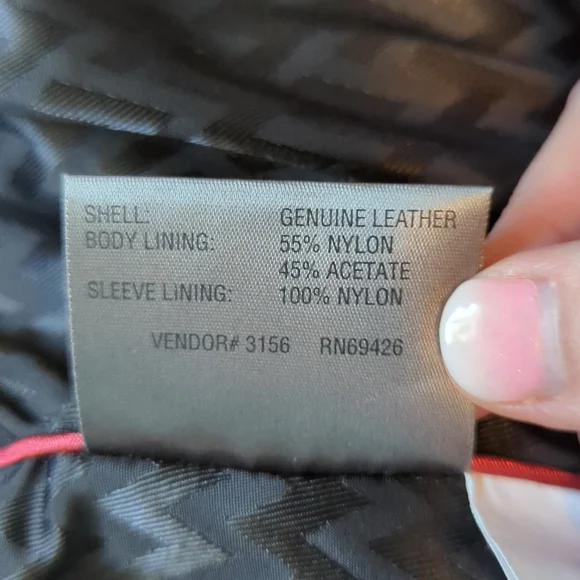 SHELL: GENUINE LEATHER
BODY LINING: 55% NYLON
45% ACETATE
SLEEVE LINING: 100% NYLON
VENDOR# 3156 RN69426